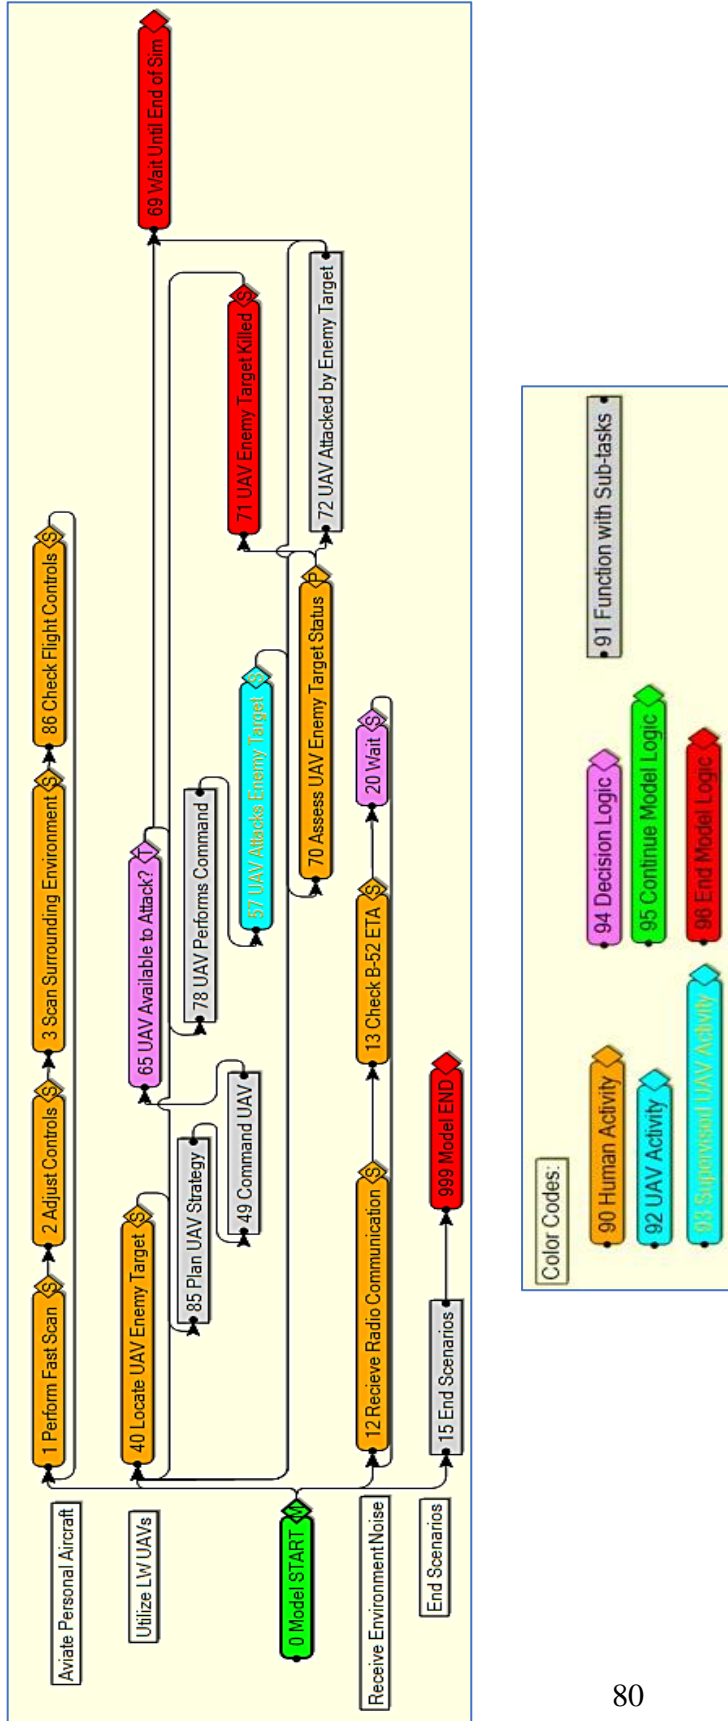 Aviate Personal Aircraft
1 Perform Fast Scan S
2 Adjust Controls S
3 Scan Surrounding Environment S
86 Check Flight Controls S
Utilize LW UAVs
40 Locate UAV Enemy Target S
85 Plan UAV Strategy
49 Command UAV
65 UAV Available to Attack? T
78 UAV Performs Command
57 UAV Attacks Enemy Target S
70 Assess UAV Enemy Target Status P
71 UAV Enemy Target Killed S
72 UAV Attacked by Enemy Target
69 Wait Until End of Sim
0 Model START M
Receive Environment Noise
12 Recieve Radio Communication S
13 Check B-52 ETA S
20 Wait S
End Scenarios
15 End Scenarios
999 Model END
Color Codes:
90 Human Activity
94 Decision Logic
91 Function with Sub-tasks
92 UAV Activity
95 Continue Model Logic
93 Supervised UAV Activity
96 End Model Logic
80